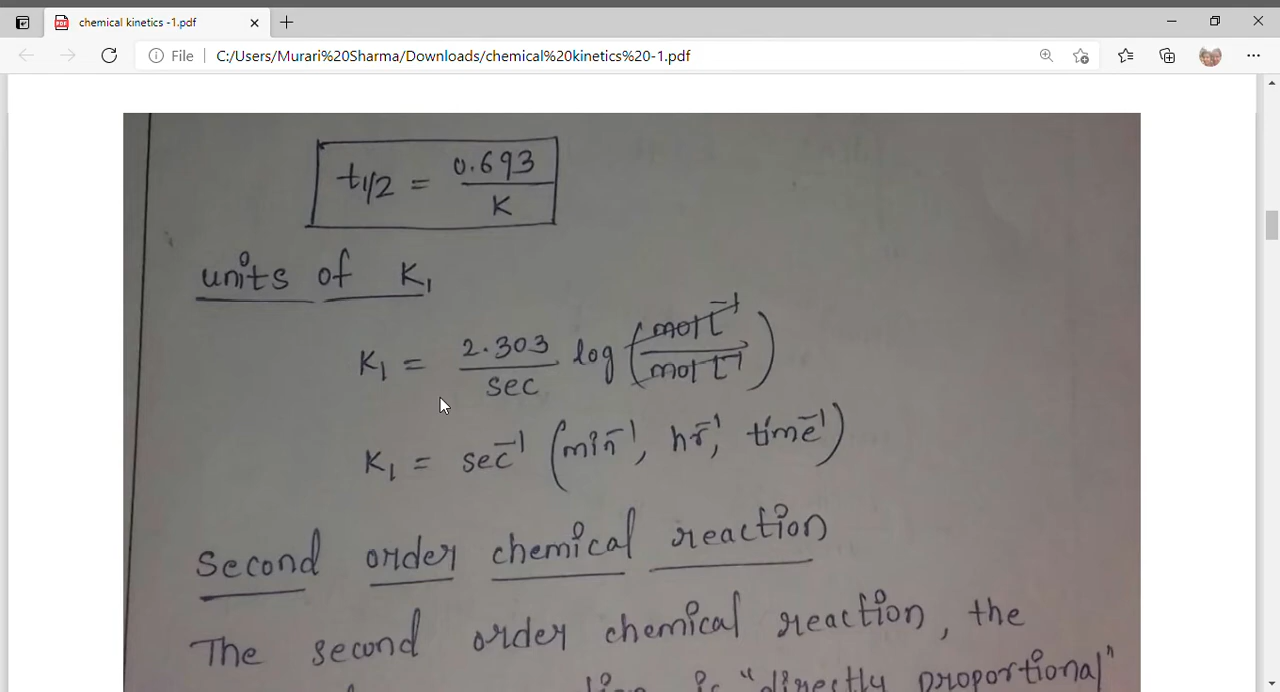 chemical kinetics -1.pdf
File C:/Users/Murari%20Sharma/Downloads/chemical%20kinetics%20-1.pdf
t1/2 = 0.693 / K
units of K₁
K₁ = 2.303 / sec log (mol L⁻¹ / mol L⁻¹)
K₁ = sec⁻¹ (min⁻¹, hr⁻¹, time⁻¹)
Second order chemical reaction
The second order chemical reaction, the
is "directly proportional"